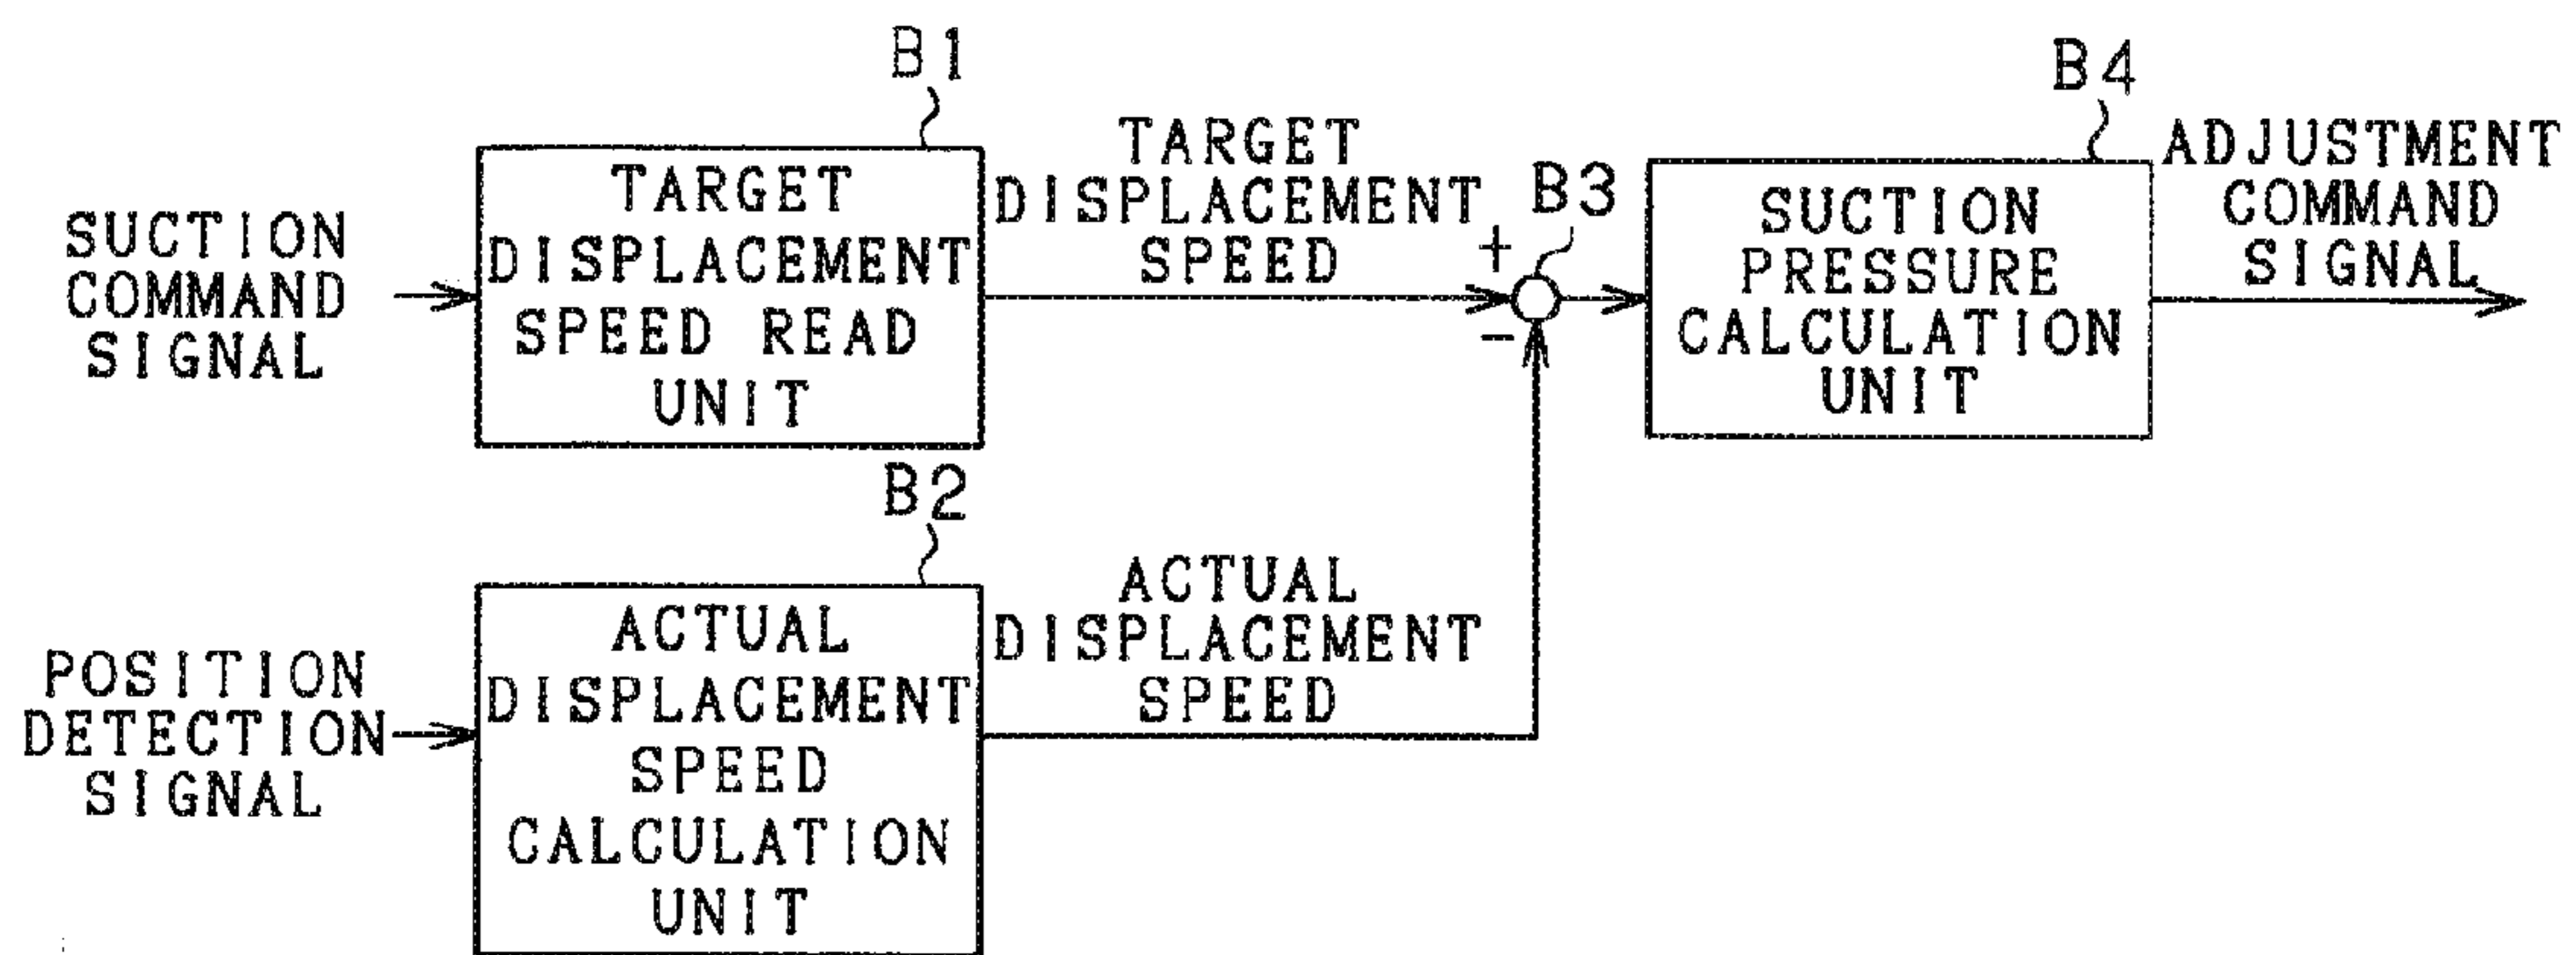 B1
B4
TARGET
DISPLACEMENT
SPEED
ADJUSTMENT
COMMAND
SIGNAL
SUCTION
COMMAND
SIGNAL
TARGET
DISPLACEMENT
SPEED READ
UNIT
+
B3
-
SUCTION
PRESSURE
CALCULATION
UNIT
B2
POSITION
DETECTION
SIGNAL
ACTUAL
DISPLACEMENT
SPEED
CALCULATION
UNIT
ACTUAL
DISPLACEMENT
SPEED